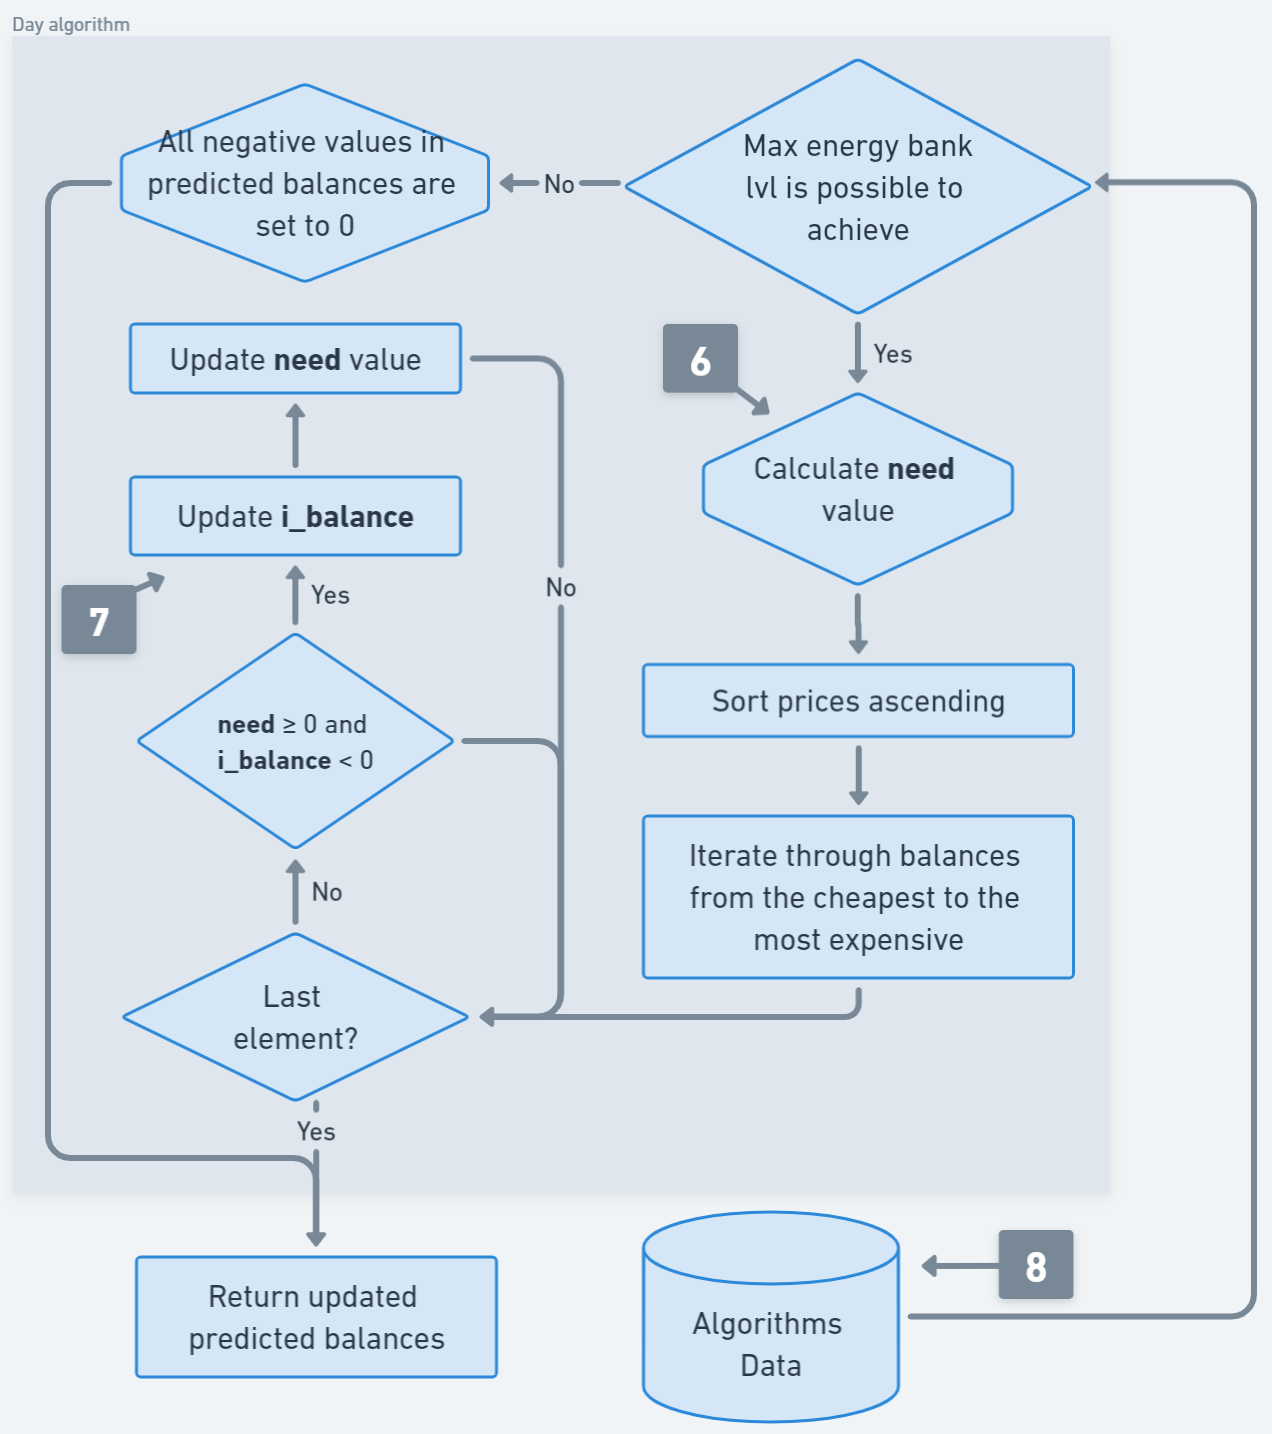 Day algorithm
All negative values in
predicted balances are
set to 0
No
Max energy bank
lvl is possible to
achieve
Yes
6
Update need value
Calculate need
value
Update i_balance
7
Yes
No
Sort prices ascending
need ≥ 0 and
i_balance < 0
Iterate through balances
from the cheapest to the
most expensive
No
Last
element?
Yes
Return updated
predicted balances
8
Algorithms
Data